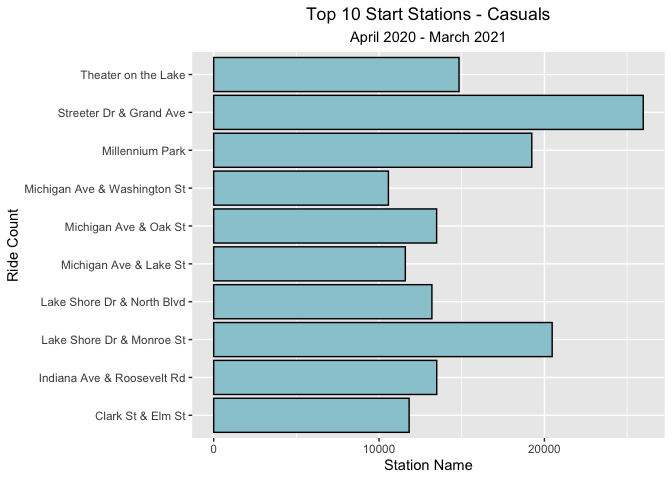 Top 10 Start Stations - Casuals
April 2020 - March 2021
Theater on the Lake
Streeter Dr & Grand Ave
Millennium Park
Michigan Ave & Washington St
Michigan Ave & Oak St
Michigan Ave & Lake St
Lake Shore Dr & North Blvd
Lake Shore Dr & Monroe St
Indiana Ave & Roosevelt Rd
Clark St & Elm St
Ride Count
0 10000 20000
Station Name